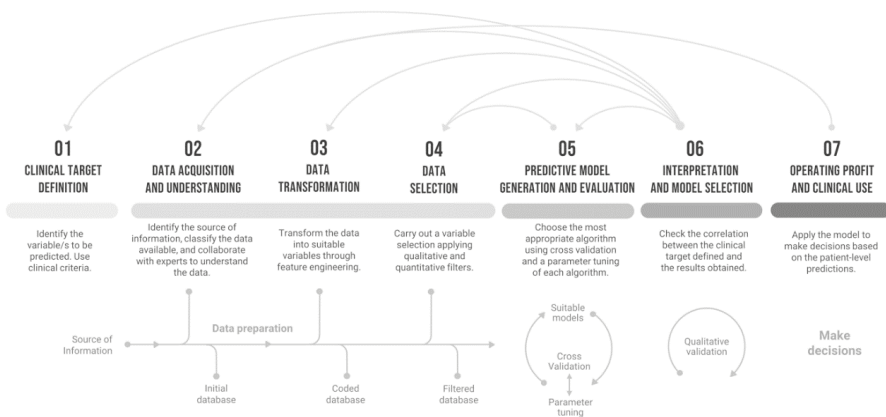 01
CLINICAL TARGET
DEFINITION
Identify the
variable/s to be
predicted. Use
clinical criteria.
02
DATA ACQUISITION
AND UNDERSTANDING
Identify the source of
information, classify the data
available, and collaborate
with experts to understand
the data.
03
DATA
TRANSFORMATION
Transform the data
into suitable
variables through
feature engineering.
04
DATA
SELECTION
Carry out a variable
selection applying
qualitative and
quantitative filters.
05
PREDICTIVE MODEL
GENERATION AND EVALUATION
Choose the most
appropriate algorithm
using cross validation
and a parameter tuning
of each algorithm.
06
INTERPRETATION
AND MODEL SELECTION
Check the correlation
between the clinical
target defined and
the results obtained.
07
OPERATING PROFIT
AND CLINICAL USE
Apply the model to
make decisions based
on the patient-level
predictions.
Source of
Information
Data preparation
Initial
database
Coded
database
Filtered
database
Suitable
models
Cross
Validation
Parameter
tuning
Qualitative
validation
Make
decisions